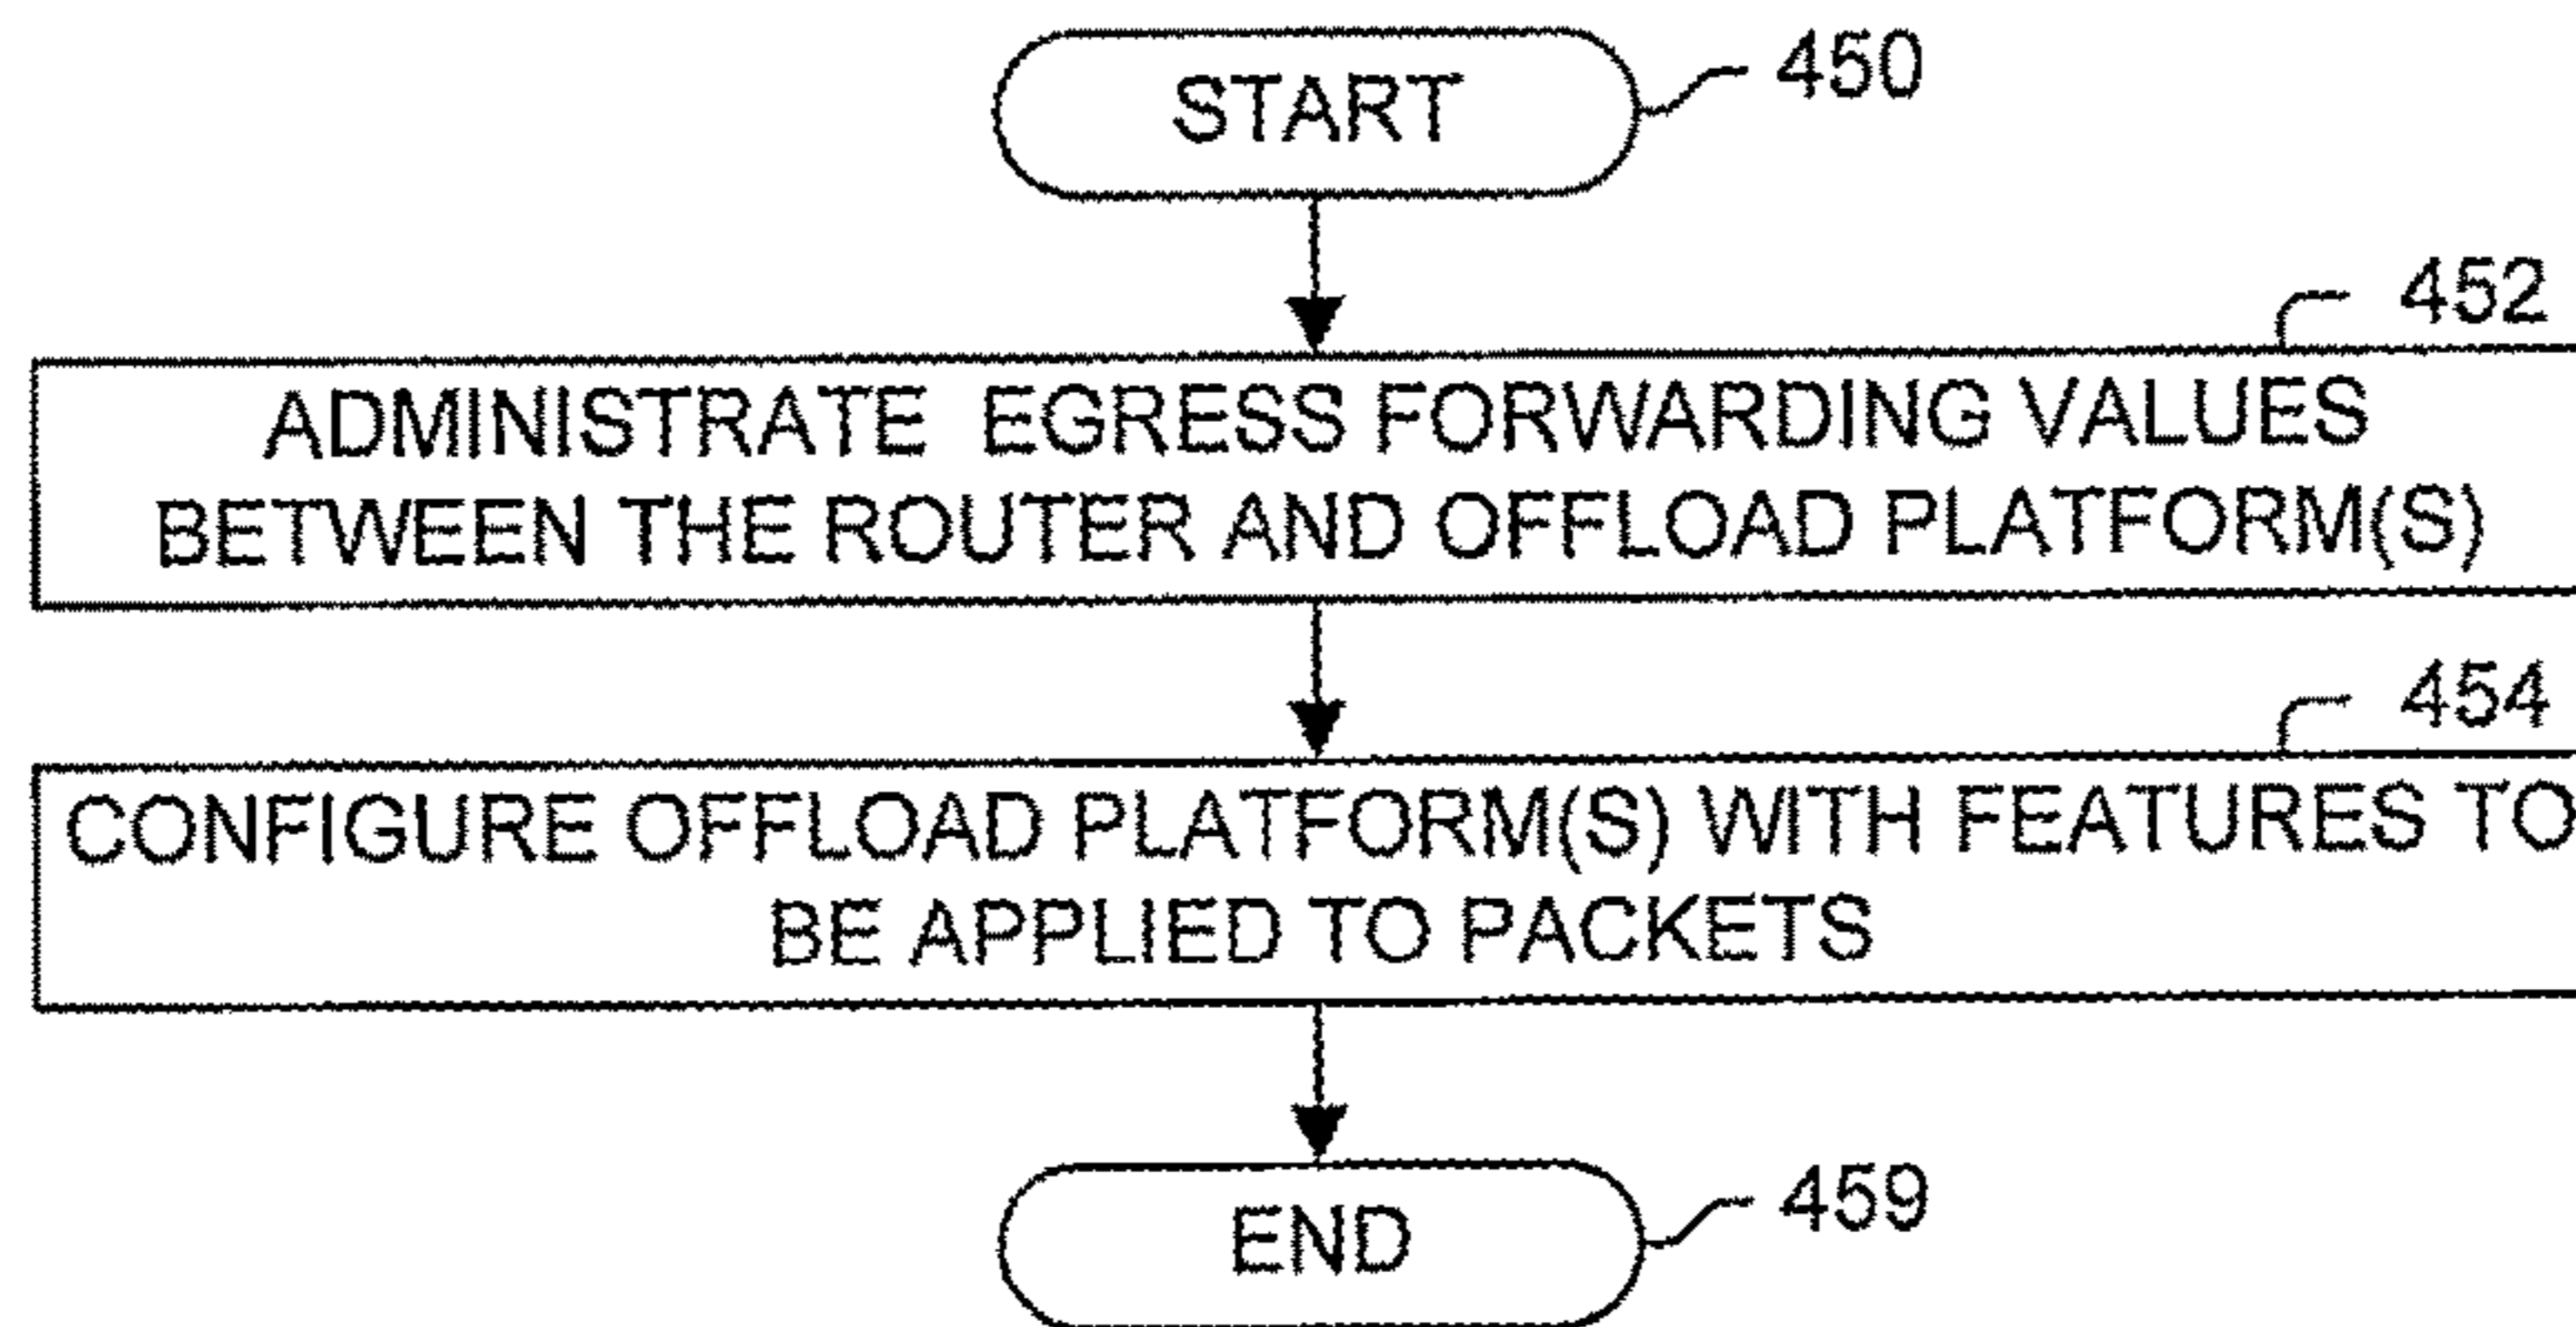 START
450
452
ADMINISTRATE EGRESS FORWARDING VALUES
BETWEEN THE ROUTER AND OFFLOAD PLATFORM(S)
454
CONFIGURE OFFLOAD PLATFORM(S) WITH FEATURES TO
BE APPLIED TO PACKETS
END
459